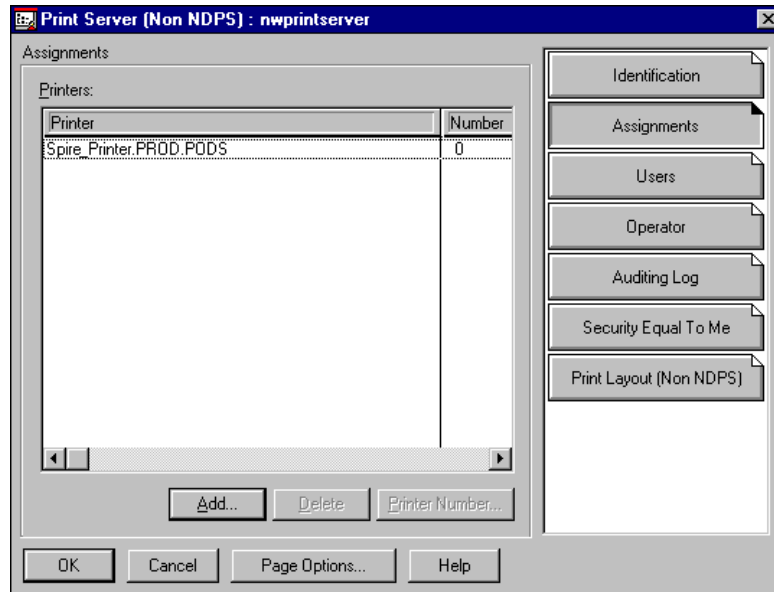 Print Server (Non NDPS) : nwprintserver
Assignments
Printers:
Printer Number
Spire_Printer.PROD.PODS 0
Add... Delete Printer Number...
OK Cancel Page Options... Help
Identification
Assignments
Users
Operator
Auditing Log
Security Equal To Me
Print Layout (Non NDPS)